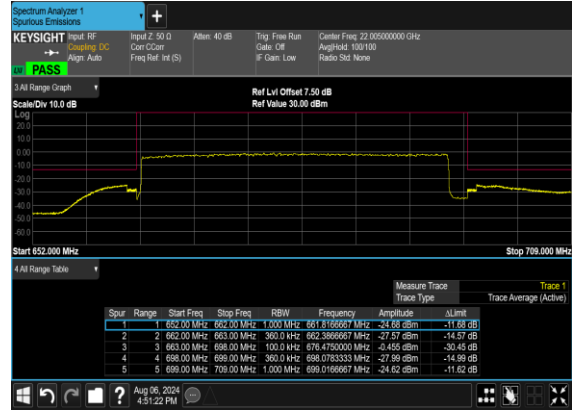 Spectrum Analyzer 1
Spurious Emissions
KEYSIGHT Input: RF Input Z: 50 Ω Atten: 40 dB Trig: Free Run Center Freq: 22.005000000 GHz
Coupling: DC Corr CCorr Gate: Off Avg|Hold: 100/100
Align: Auto Freq Ref: Int (S) IF Gain: Low Radio Std: None
PASS
3 All Range Graph
Ref Lvl Offset 7.50 dB
Scale/Div 10.0 dB Ref Value 30.00 dBm
Log
20.0
10.0
0.00
-10.0
-20.0
-30.0
-40.0
-60.0
Start 652.000 MHz Stop 709.000 MHz
4 All Range Table
Measure Trace Trace 1
Trace Type Trace Average (Active)
Spur Range Start Freq Stop Freq RBW Frequency Amplitude ΔLimit
1 1 652.00 MHz 662.00 MHz 1.000 MHz 661.8166667 MHz -24.68 dBm -11.68 dB
2 2 662.00 MHz 663.00 MHz 360.0 kHz 662.3866667 MHz -27.57 dBm -14.57 dB
3 3 663.00 MHz 698.00 MHz 100.0 kHz 676.4750000 MHz -0.455 dBm -30.45 dB
4 4 698.00 MHz 699.00 MHz 360.0 kHz 698.0783333 MHz -27.99 dBm -14.99 dB
5 5 699.00 MHz 709.00 MHz 1.000 MHz 699.0166667 MHz -24.62 dBm -11.62 dB
Aug 06, 2024
4:51:22 PM